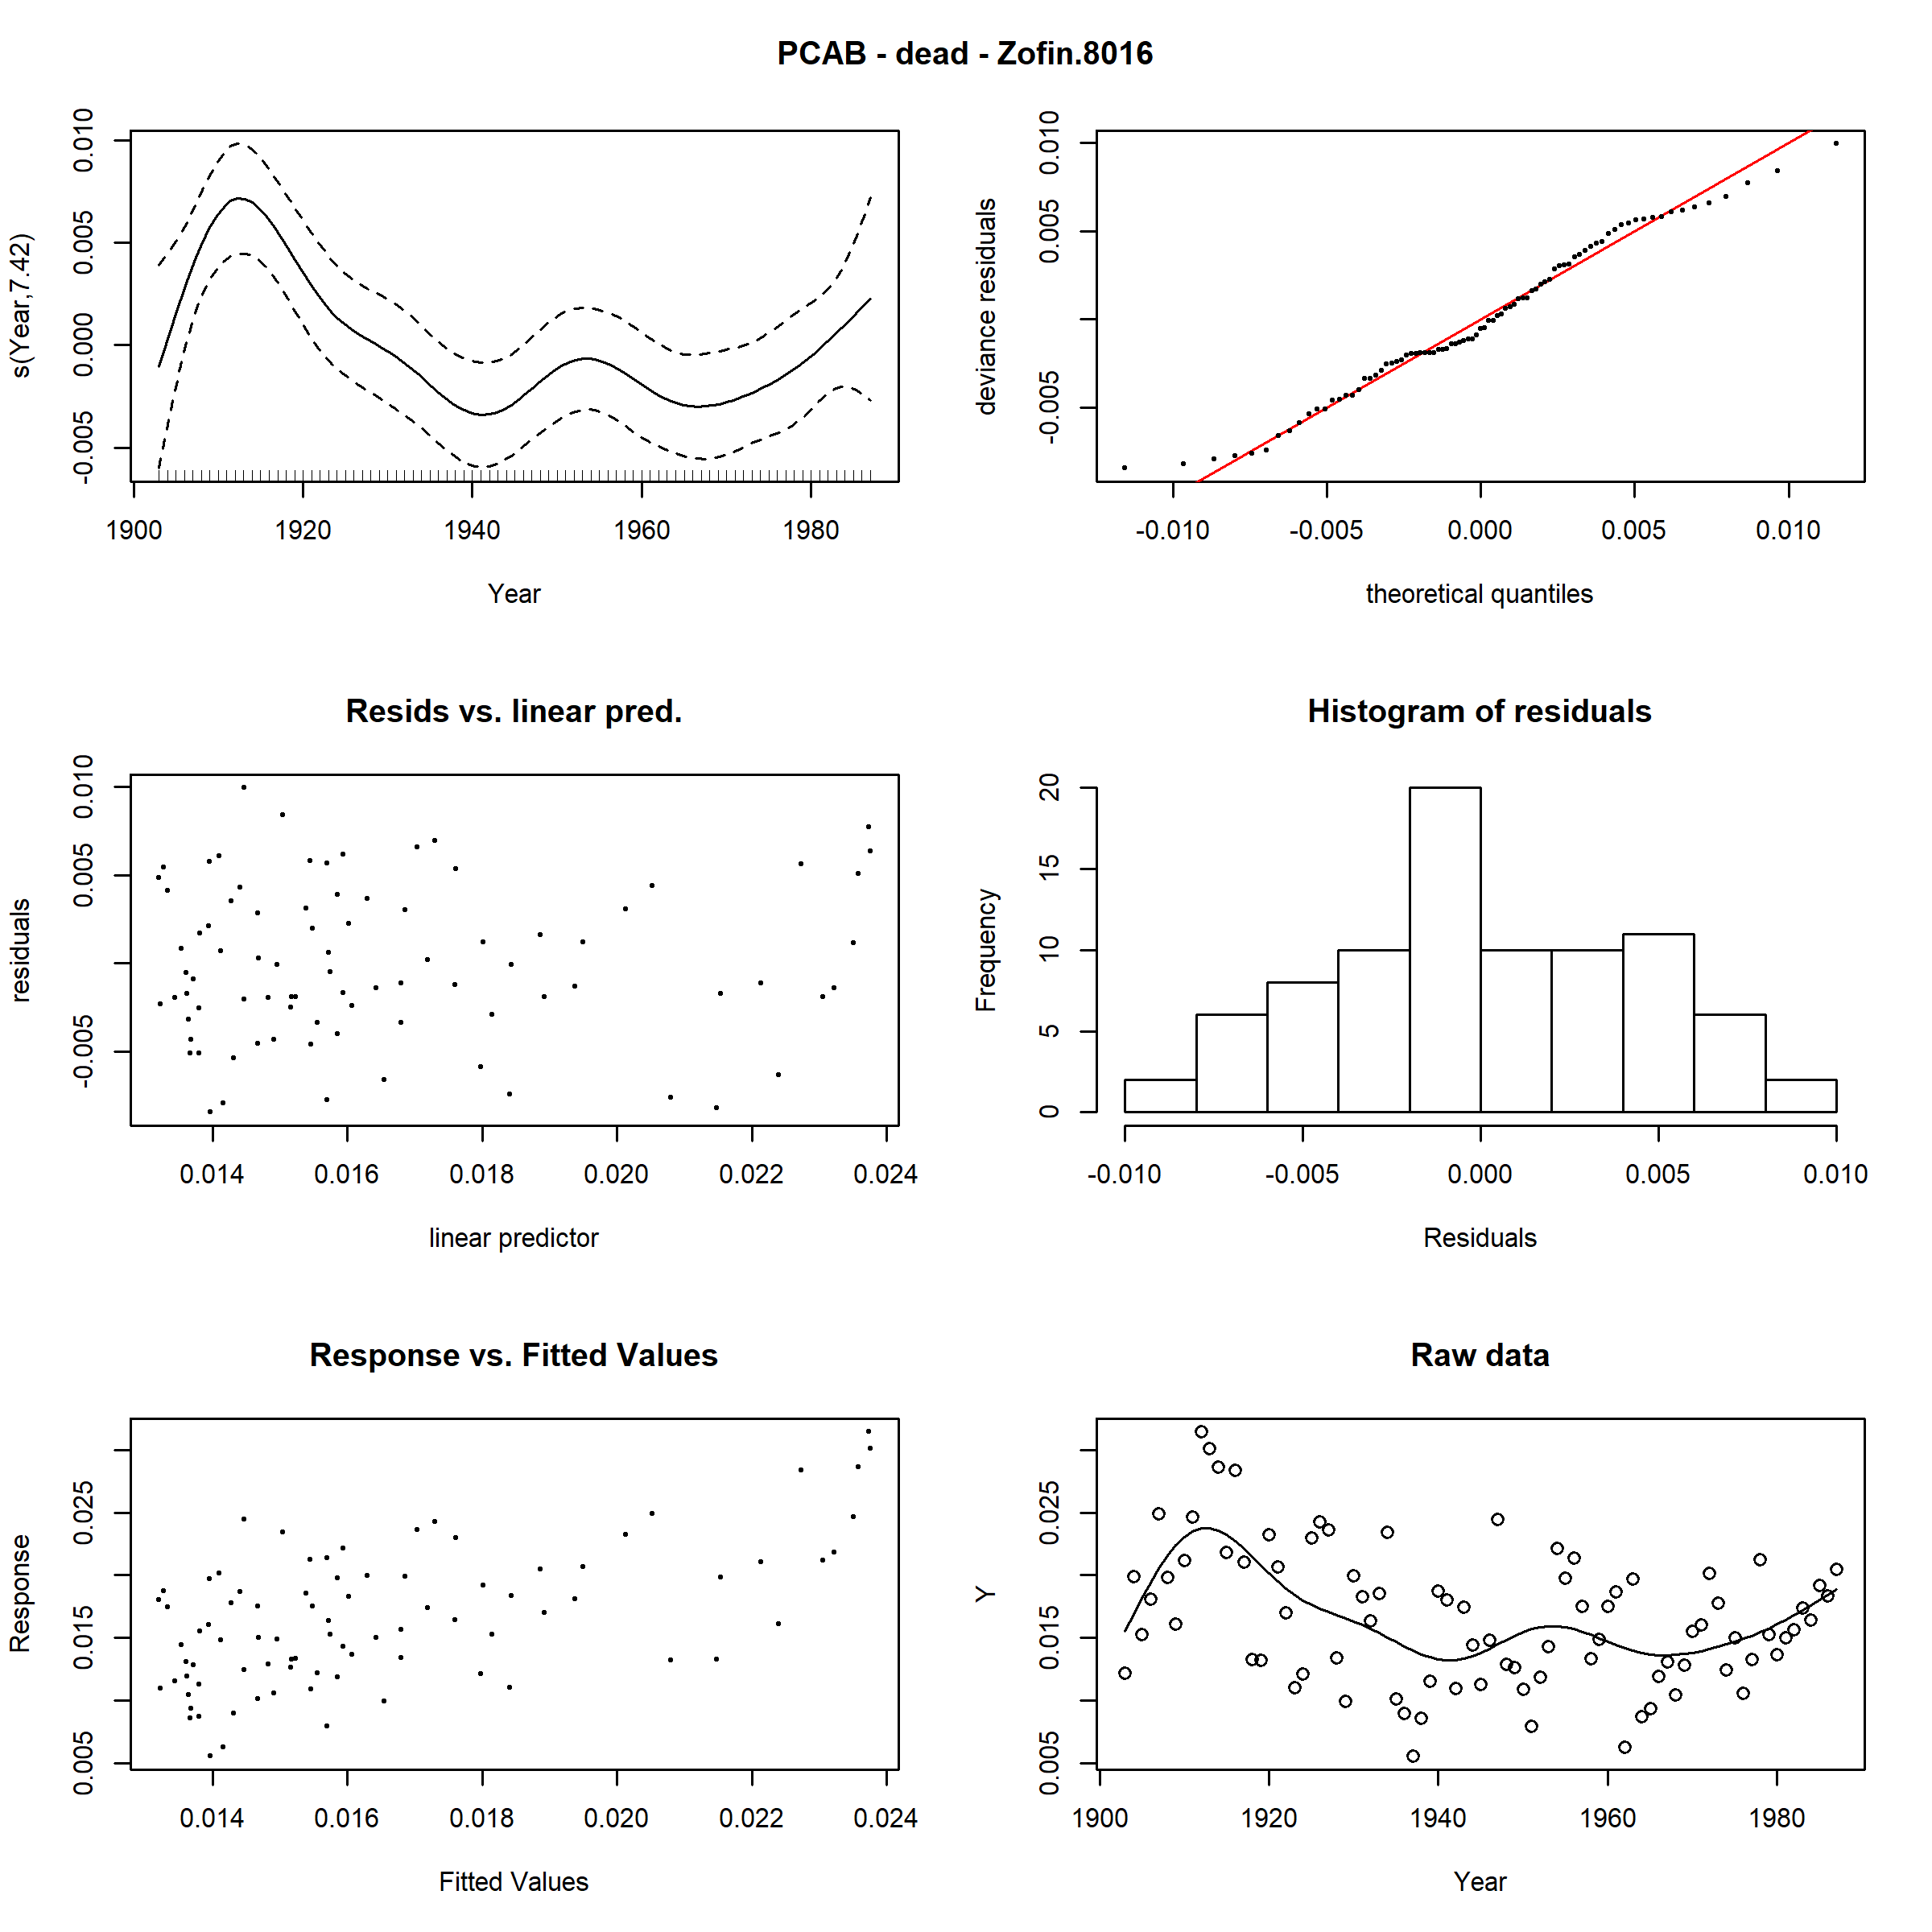 PCAB - dead - Zofin.8016
s(Year,7.42)
-0.005 0.000 0.005 0.010
1900 1920 1940 1960 1980
Year
deviance residuals
-0.005 0.005 0.010
-0.010 -0.005 0.000 0.005 0.010
theoretical quantiles
Resids vs. linear pred.
residuals
-0.005 0.005 0.010
0.014 0.016 0.018 0.020 0.022 0.024
linear predictor
Histogram of residuals
Frequency
0 5 10 15 20
-0.010 -0.005 0.000 0.005 0.010
Residuals
Response vs. Fitted Values
Response
0.005 0.015 0.025
0.014 0.016 0.018 0.020 0.022 0.024
Fitted Values
Raw data
Y
0.005 0.015 0.025
1900 1920 1940 1960 1980
Year